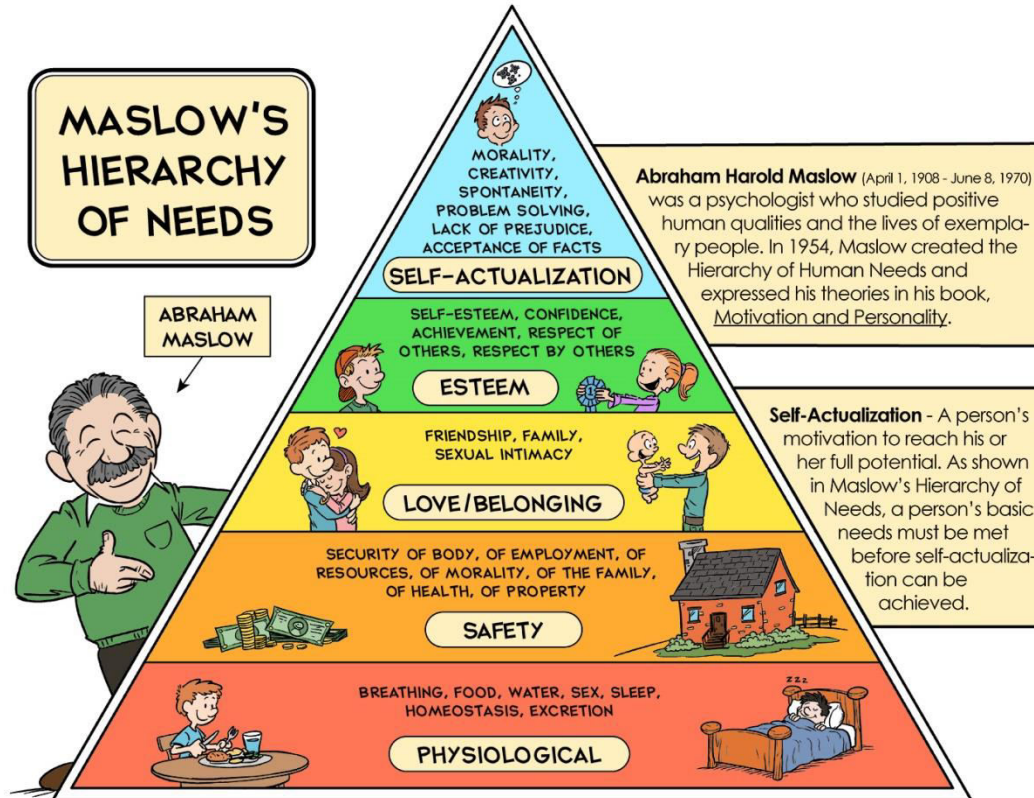 MASLOW'S
HIERARCHY
OF NEEDS
ABRAHAM
MASLOW
MORALITY,
CREATIVITY,
SPONTANEITY,
PROBLEM SOLVING,
LACK OF PREJUDICE,
ACCEPTANCE OF FACTS
SELF-ACTUALIZATION
SELF-ESTEEM, CONFIDENCE,
ACHIEVEMENT, RESPECT OF
OTHERS, RESPECT BY OTHERS
ESTEEM
1
FRIENDSHIP, FAMILY,
SEXUAL INTIMACY
LOVE/BELONGING
SECURITY OF BODY, OF EMPLOYMENT, OF
RESOURCES, OF MORALITY, OF THE FAMILY,
OF HEALTH, OF PROPERTY
SAFETY
BREATHING, FOOD, WATER, SEX, SLEEP,
HOMEOSTASIS, EXCRETION
zzz
PHYSIOLOGICAL
Abraham Harold Maslow (April 1, 1908 - June 8, 1970)
was a psychologist who studied positive
human qualities and the lives of exempla-
ry people. In 1954, Maslow created the
Hierarchy of Human Needs and
expressed his theories in his book,
Motivation and Personality.
Self-Actualization - A person's
motivation to reach his or
her full potential. As shown
in Maslow's Hierarchy of
Needs, a person's basic
needs must be met
before self-actualiza-
tion can be
achieved.